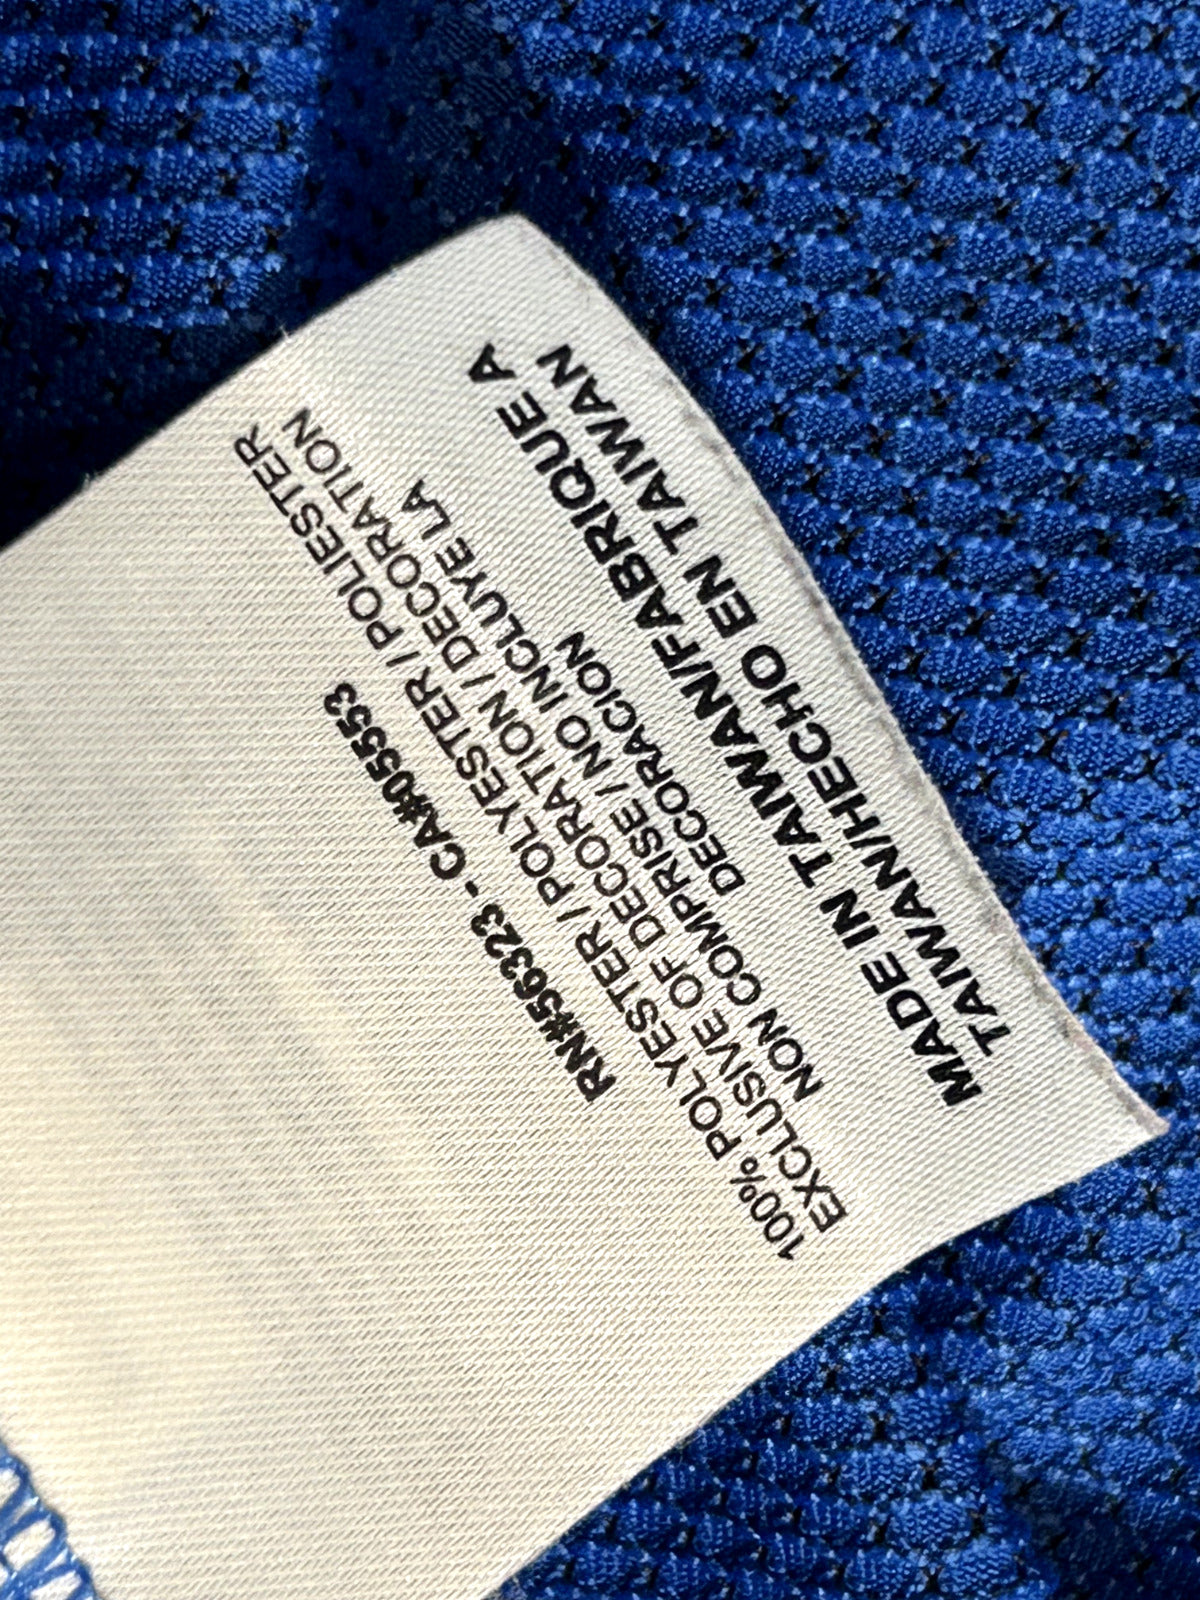 RN#56323 - CA#05553
100% POLYESTER / POLYESTER / POLIESTER
EXCLUSIVE OF DECORATION / DECORATION
NON COMPRISE / NO INCLUYE LA
DECORACION
MADE IN TAIWAN/FABRIQUE A
TAIWAN/HECHO EN TAIWAN